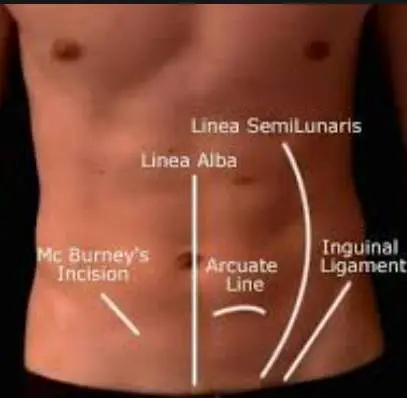 Linea SemiLunaris
Linea Alba
Mc Burney's
Incision
Arcuate
Line
Inguinal
Ligament